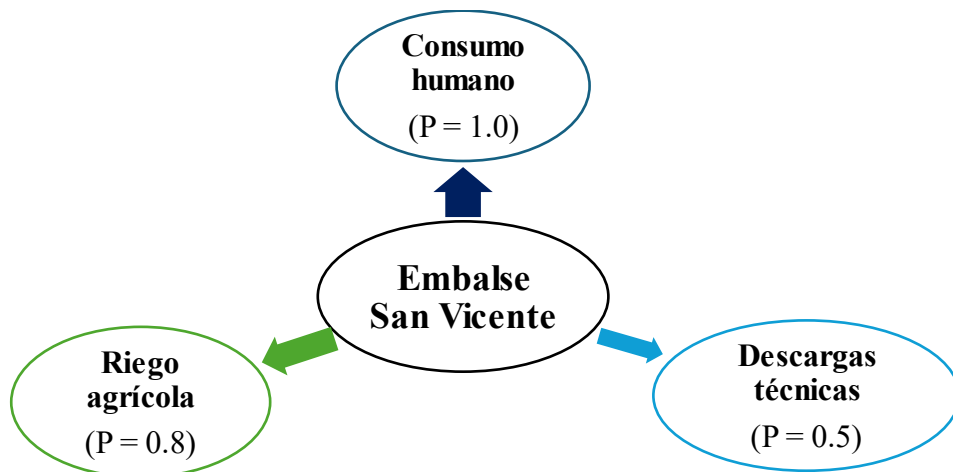 Consumo
humano
(P = 1.0)
Embalse
San Vicente
Riego
agrícola
(P = 0.8)
Descargas
técnicas
(P = 0.5)